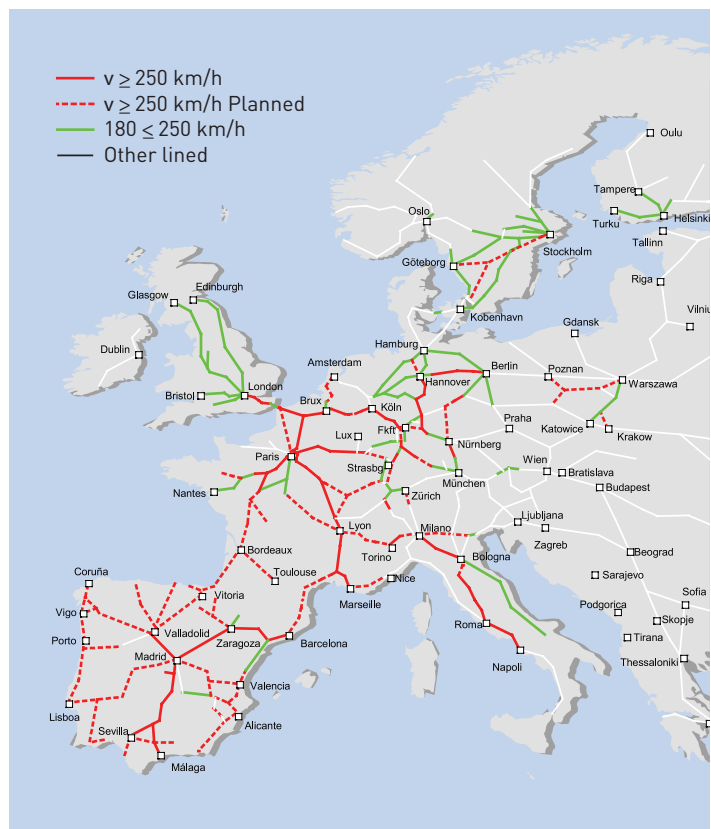 v ≥ 250 km/h
v ≥ 250 km/h Planned
180 ≤ 250 km/h
Other lined
Oulu
Tampere
Oslo
Turku
Helsinki
Tallinn
Stockholm
Göteborg
Riga
Edinburgh
Glasgow
Kobenhavn
Vilniu
Gdansk
Dublin
Hamburg
Amsterdam
Berlin
Poznan
Hannover
Warszawa
London
Bristol
Brux
Köln
Praha
Katowice
Fkft
Krakow
Lux
Nürnberg
Paris
Wien
Strasbg
Bratislava
München
Budapest
Nantes
Zürich
Ljubljana
Lyon
Milano
Zagreb
Bordeaux
Torino
Bologna
Beograd
Coruña
Toulouse
Nice
Sarajevo
Vitoria
Marseille
Sofia
Vigo
Podgorica
Valladolid
Roma
Skopje
Porto
Zaragoza
Barcelona
Tirana
Madrid
Napoli
Thessaloniki
Valencia
Lisboa
Alicante
Sevilla
Málaga